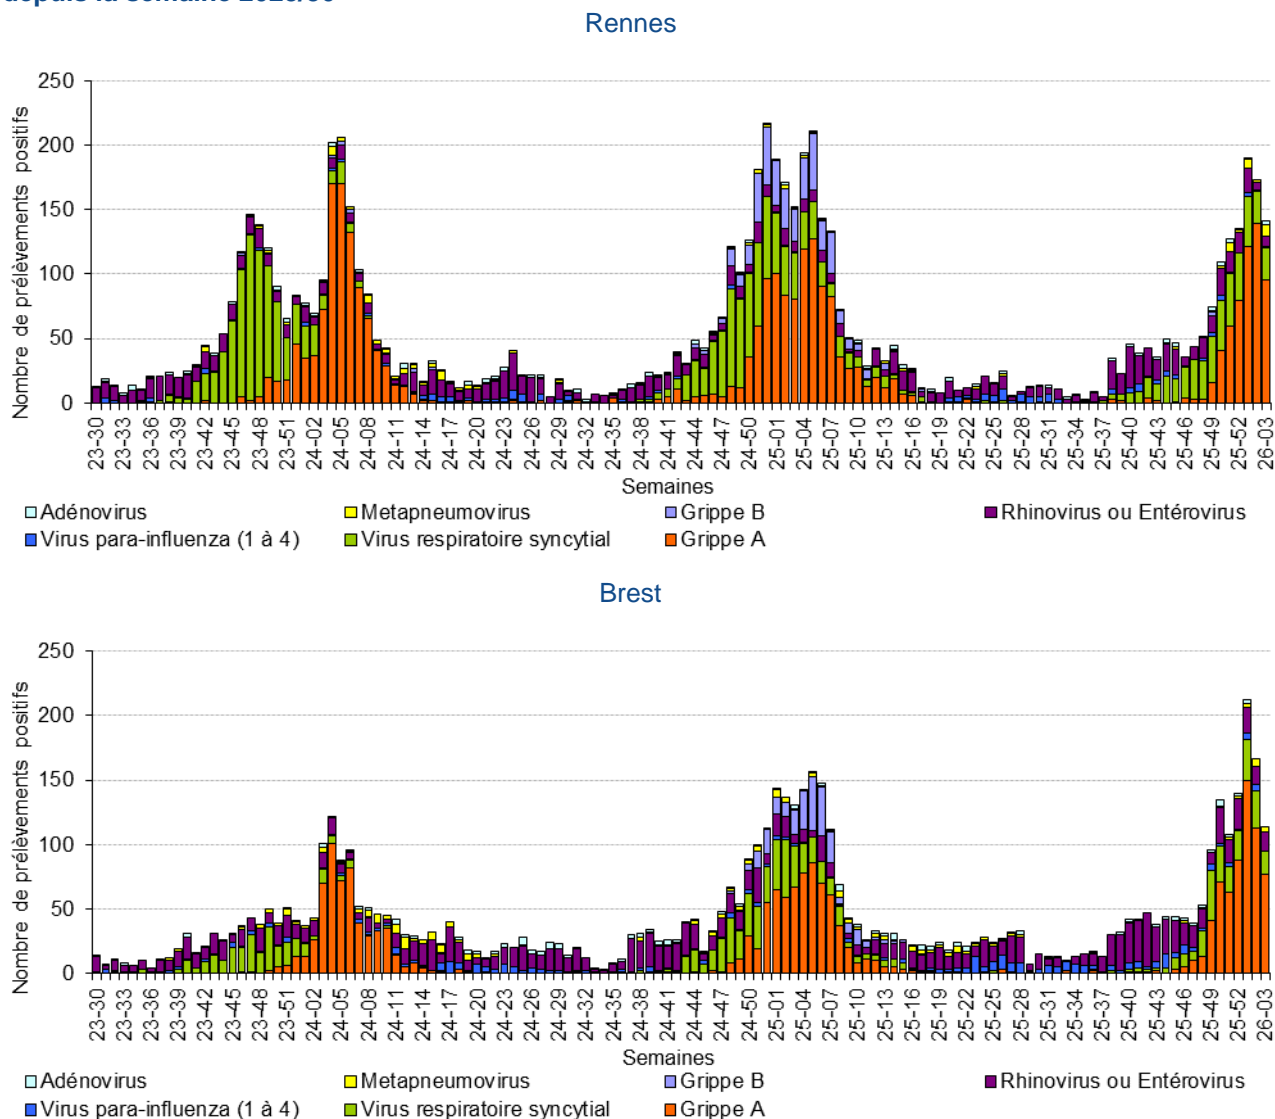 depuis la semaine 2023/30
Rennes
Nombre de prélèvements positifs
250
200
150
100
50
0
23-30 23-33 23-36 23-39 23-42 23-45 23-48 23-51 24-02 24-05 24-08 24-11 24-14 24-17 24-20 24-23 24-26 24-29 24-32 24-35 24-38 24-41 24-44 24-47 24-50 25-01 25-04 25-07 25-10 25-13 25-16 25-19 25-22 25-25 25-28 25-31 25-34 25-37 25-40 25-43 25-46 25-49 25-52 26-03
Semaines
Adénovirus Metapneumovirus Grippe B Rhinovirus ou Entérovirus
Virus para-influenza (1 à 4) Virus respiratoire syncytial Grippe A
Brest
Nombre de prélèvements positifs
250
200
150
100
50
0
23-30 23-33 23-36 23-39 23-42 23-45 23-48 23-51 24-02 24-05 24-08 24-11 24-14 24-17 24-20 24-23 24-26 24-29 24-32 24-35 24-38 24-41 24-44 24-47 24-50 25-01 25-04 25-07 25-10 25-13 25-16 25-19 25-22 25-25 25-28 25-31 25-34 25-37 25-40 25-43 25-46 25-49 25-52 26-03
Semaines
Adénovirus Metapneumovirus Grippe B Rhinovirus ou Entérovirus
Virus para-influenza (1 à 4) Virus respiratoire syncytial Grippe A